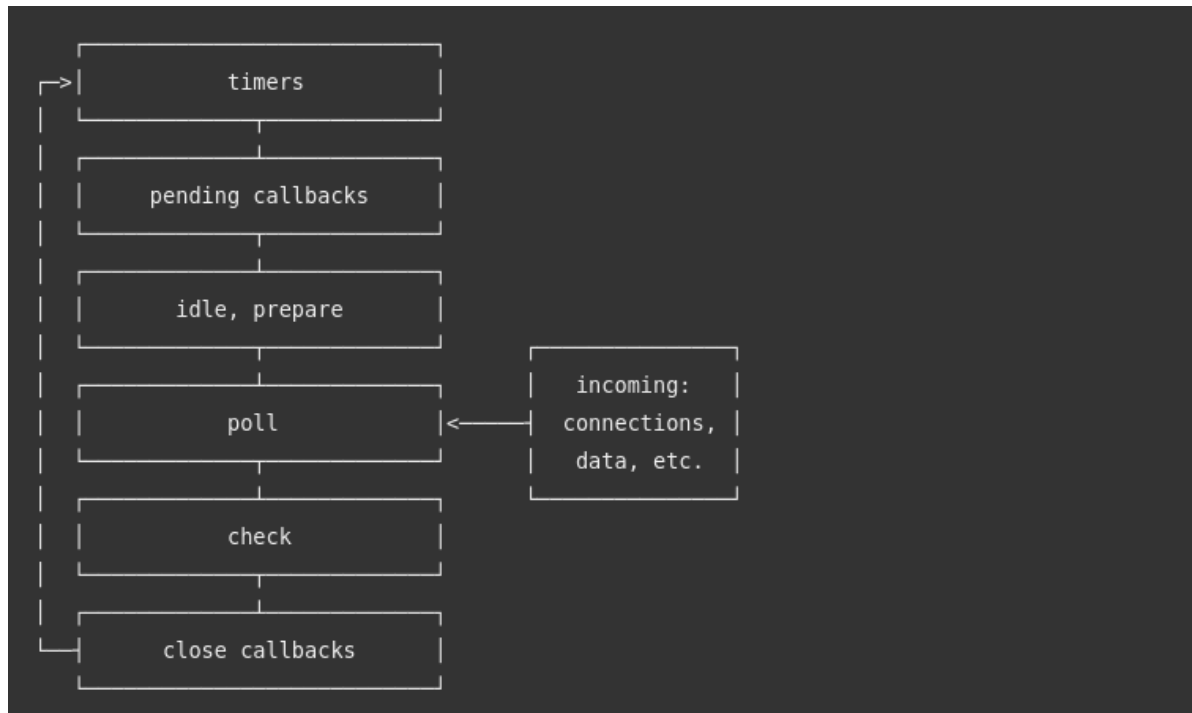 timers
pending callbacks
idle, prepare
poll
incoming:
connections,
data, etc.
check
close callbacks